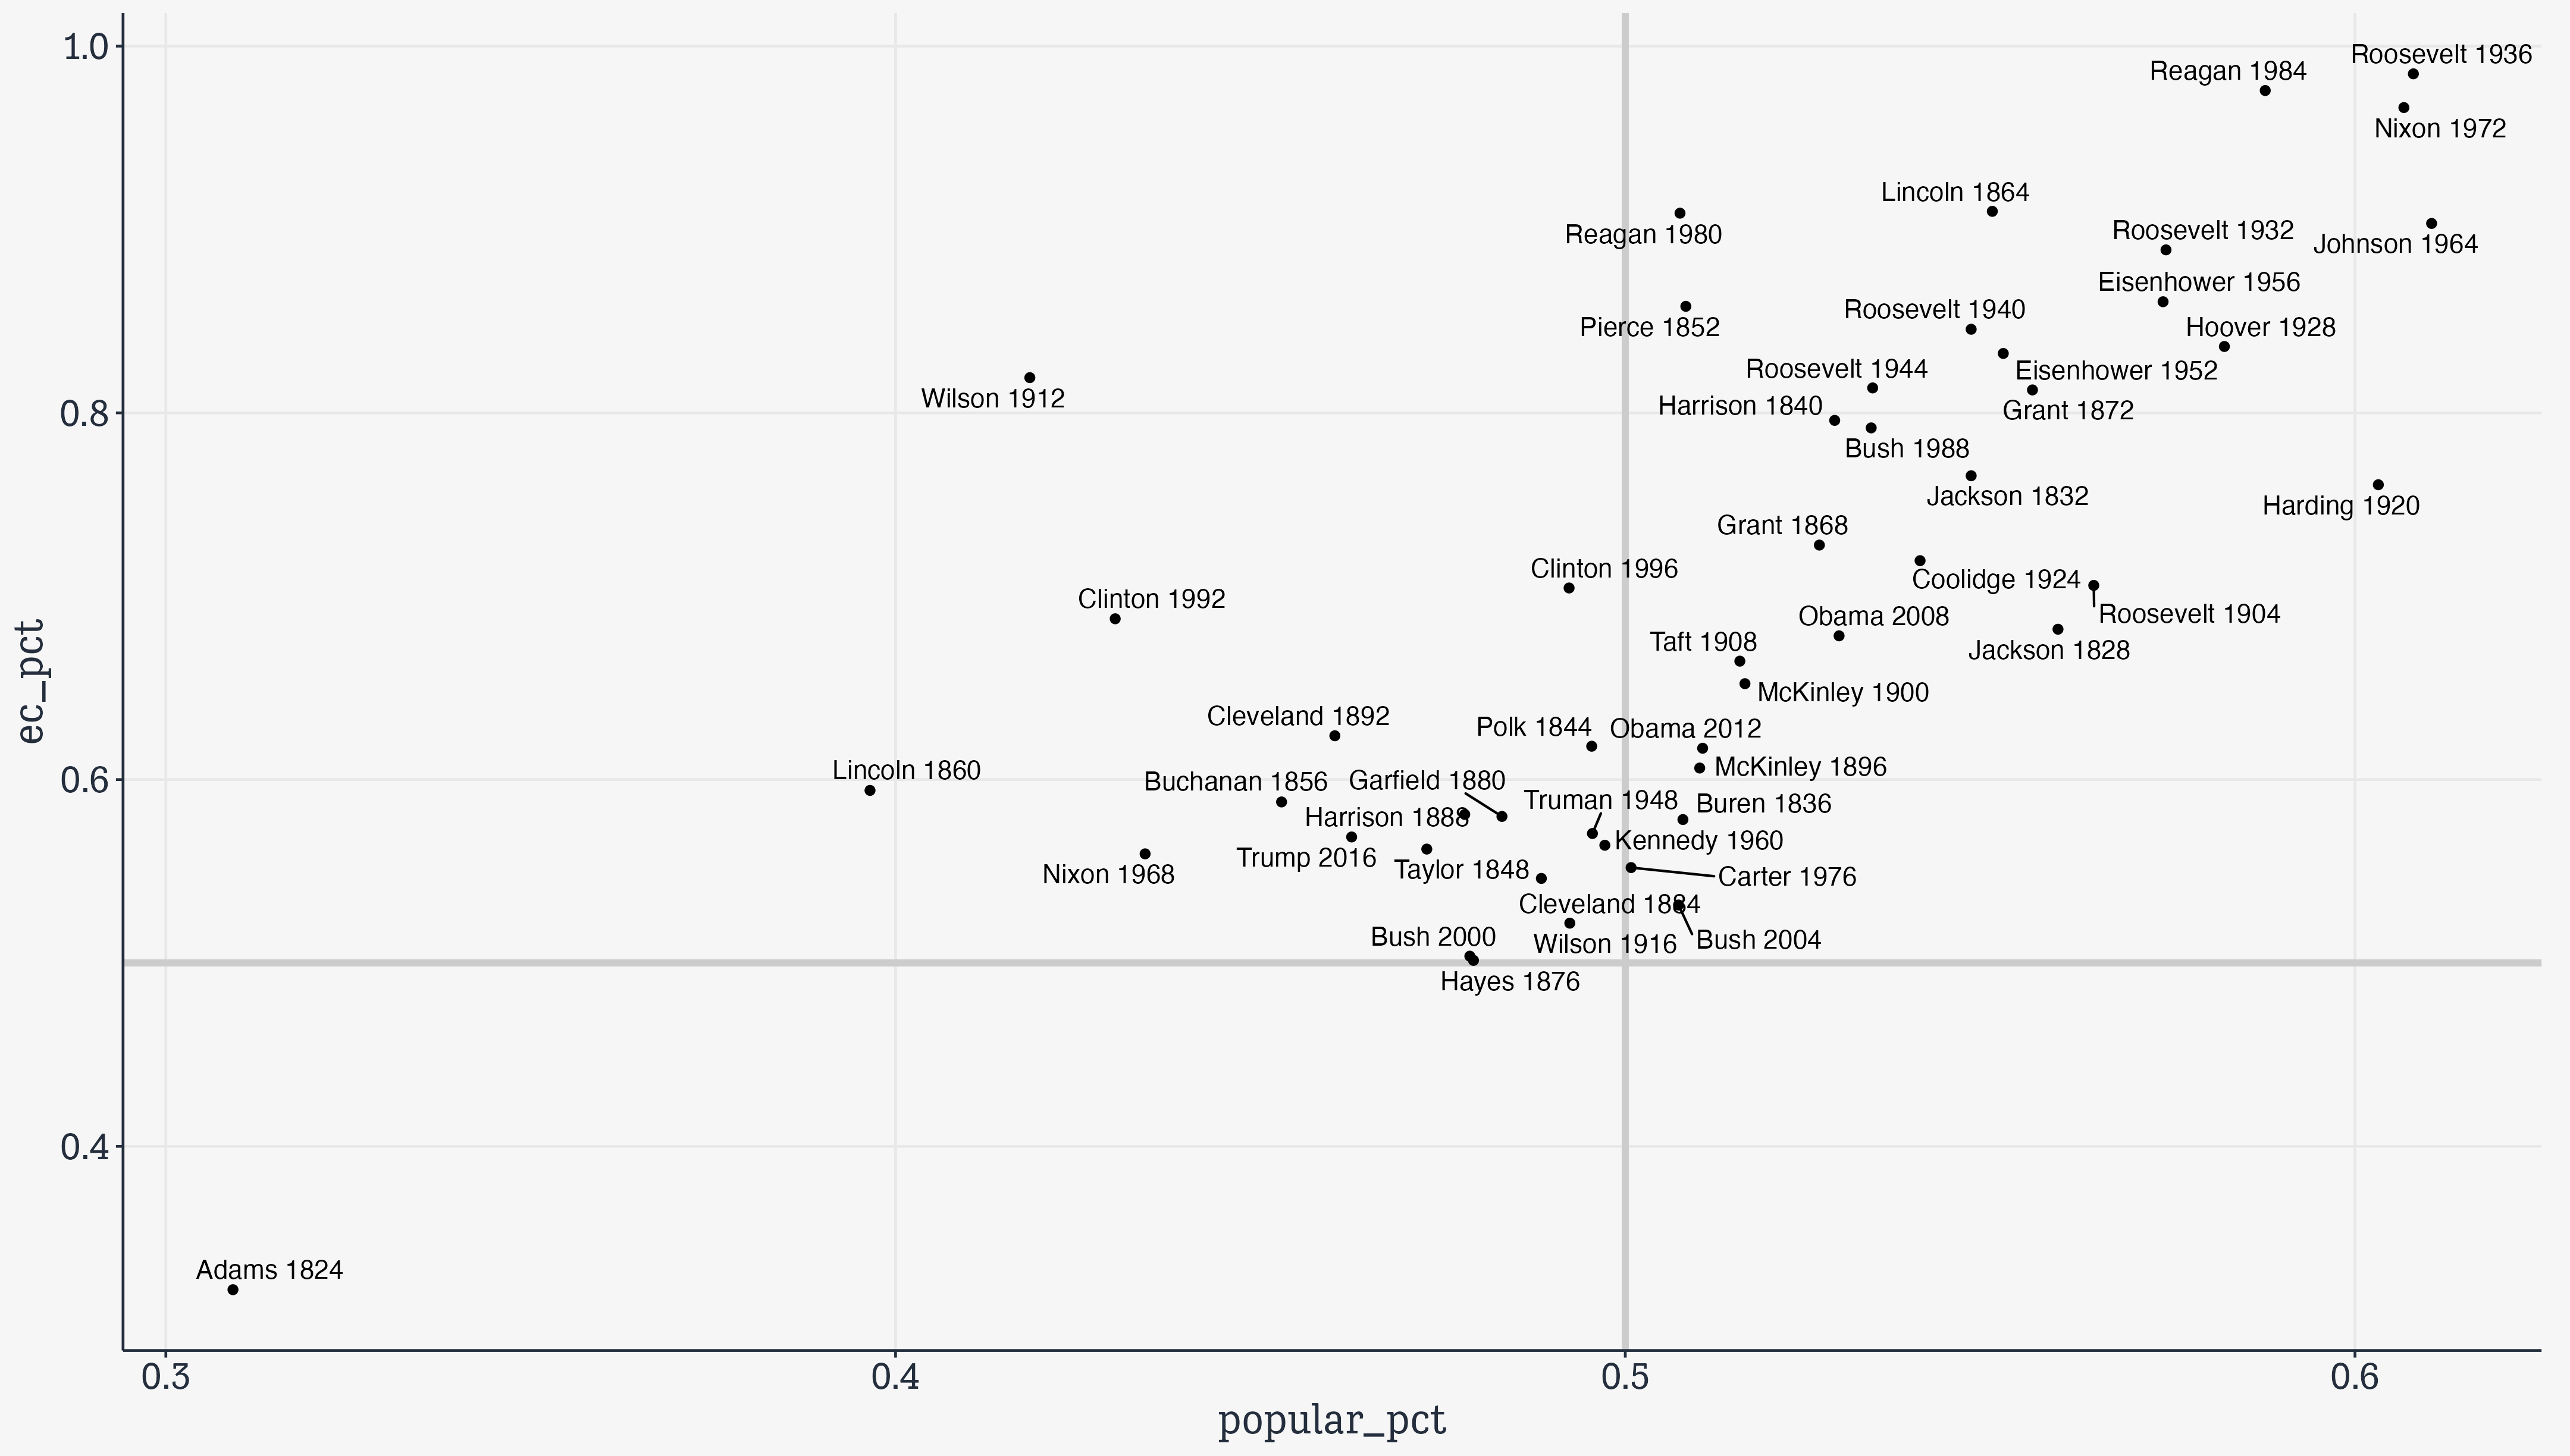 1.0
Roosevelt 1936
Reagan 1984
Nixon 1972
Lincoln 1864
Reagan 1980
Roosevelt 1932
Johnson 1964
Eisenhower 1956
Roosevelt 1940
Pierce 1852
Hoover 1928
Roosevelt 1944
Eisenhower 1952
Wilson 1912
Harrison 1840
Grant 1872
0.8
Bush 1988
Jackson 1832
Harding 1920
Grant 1868
Clinton 1996
Coolidge 1924
Clinton 1992
Roosevelt 1904
Obama 2008
Taft 1908
Jackson 1828
ec_pct
McKinley 1900
Cleveland 1892
Polk 1844
Obama 2012
McKinley 1896
Lincoln 1860
0.6
Buchanan 1856
Garfield 1880
Truman 1948
Buren 1836
Harrison 1888
Kennedy 1960
Trump 2016
Taylor 1848
Nixon 1968
Carter 1976
Cleveland 1884
Bush 2000
Wilson 1916
Bush 2004
Hayes 1876
0.4
Adams 1824
0.3
0.4
0.5
0.6
popular_pct